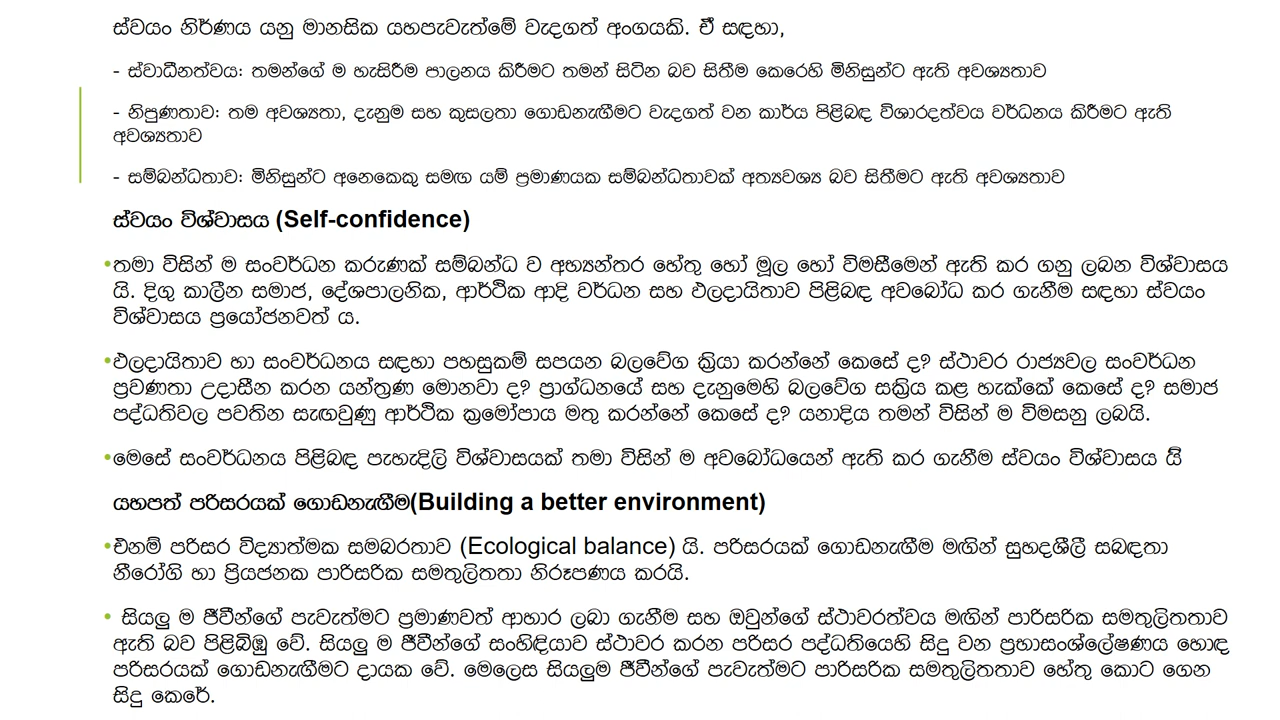 ස්වයං නිර්ණය යනු මානසික යහපැවැත්මේ වැදගත් අංගයකි. ඒ සඳහා,
- ස්වාධීනත්වය: තමන්ගේ ම හැසිරීම පාලනය කිරීමට තමන් සිටින බව සිතීම කෙරෙහි මිනිසුන්ට ඇති අවශ්‍යතාව
- නිපුණතාව: තම අවශ්‍යතා, දැනුම සහ කුසලතා ගොඩනැඟීමට වැදගත් වන කාර්ය පිළිබඳ විශාරදත්වය වර්ධනය කිරීමට ඇති
අවශ්‍යතාව
- සම්බන්ධතාව: මිනිසුන්ට අනෙකෙකු සමඟ යම් ප්‍රමාණයක සම්බන්ධතාවක් අත්‍යවශ්‍ය බව සිතීමට ඇති අවශ්‍යතාව
ස්වයං විශ්වාසය (Self-confidence)
•තමා විසින් ම සංවර්ධන කරුණක් සම්බන්ධ ව අභ්‍යන්තර හේතු හෝ මූල හෝ විමසීමෙන් ඇති කර ගනු ලබන විශ්වාසය
යි. දිගු කාලීන සමාජ, දේශපාලනික, ආර්ථික ආදි වර්ධන සහ ඵලදායිතාව පිළිබඳ අවබෝධ කර ගැනීම සඳහා ස්වයං
විශ්වාසය ප්‍රයෝජනවත් ය.
•ඵලදායිතාව හා සංවර්ධනය සඳහා පහසුකම් සපයන බලවේග ක්‍රියා කරන්නේ කෙසේ ද? ස්ථාවර රාජ්‍යවල සංවර්ධන
ප්‍රවණතා උදාසීන කරන යන්ත්‍රණ මොනවා ද? ප්‍රාග්ධනයේ සහ දැනුමෙහි බලවේග සක්‍රිය කළ හැක්කේ කෙසේ ද? සමාජ
පද්ධතිවල පවතින සැඟවුණු ආර්ථික ක්‍රමෝපාය මතු කරන්නේ කෙසේ ද? යනාදිය තමන් විසින් ම විමසනු ලබයි.
•මෙසේ සංවර්ධනය පිළිබඳ පැහැදිලි විශ්වාසයක් තමා විසින් ම අවබෝධයෙන් ඇති කර ගැනීම ස්වයං විශ්වාසය යි
යහපත් පරිසරයක් ගොඩනැඟීම(Building a better environment)
•එනම් පරිසර විද්‍යාත්මක සමබරතාව (Ecological balance) යි. පරිසරයක් ගොඩනැඟීම මඟින් සුහදශීලී සබඳතා
නීරෝගි හා ප්‍රියජනක පාරිසරික සමතුලිතතා නිරූපණය කරයි.
• සියලු ම ජීවීන්ගේ පැවැත්මට ප්‍රමාණවත් ආහාර ලබා ගැනීම සහ ඔවුන්ගේ ස්ථාවරත්වය මඟින් පාරිසරික සමතුලිතතාව
ඇති බව පිළිබිඹු වේ. සියලු ම ජීවීන්ගේ සංහිඳියාව ස්ථාවර කරන පරිසර පද්ධතියෙහි සිදු වන ප්‍රභාසංශ්ලේෂණය හොඳ
පරිසරයක් ගොඩනැඟීමට දායක වේ. මෙලෙස සියලුම ජීවීන්ගේ පැවැත්මට පාරිසරික සමතුලිතතාව හේතු කොට ගෙන
සිදු කෙරේ.